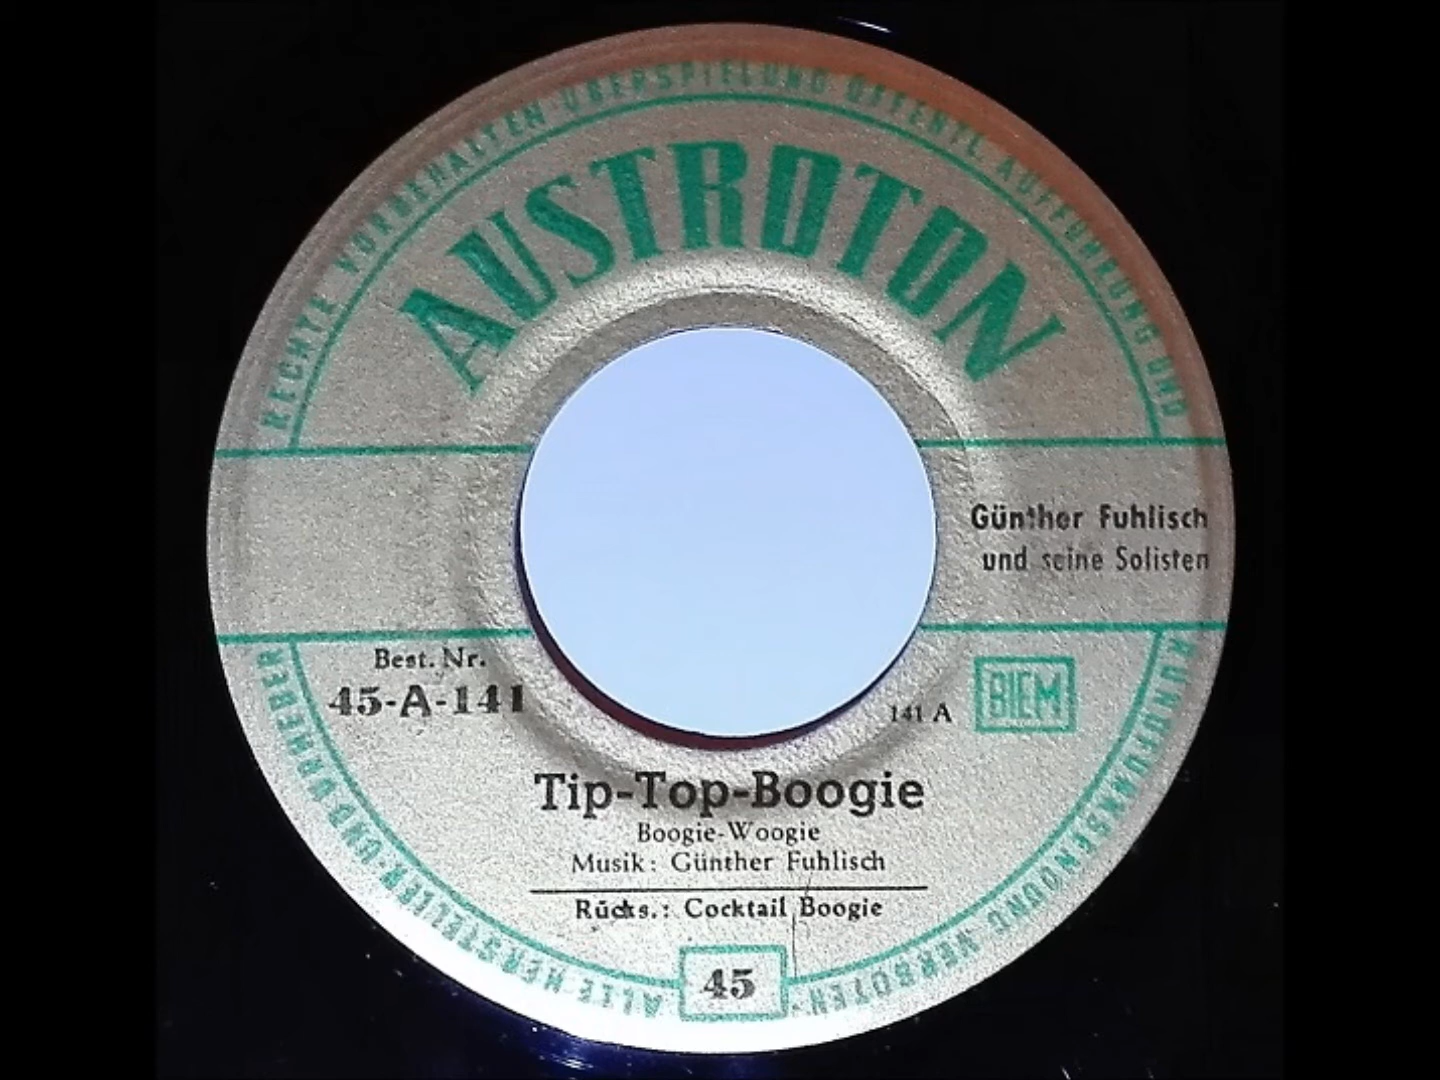 ALLE HERSTELLER- UND URHEBER
RECHTE VORBEHALTEN ÜBERSPIELUNG ÖFFENTL. AUFFÜHRUNG UND
RUNDFUNKSENDUNG VERBOTEN.
AUSTROTON
Günther Fuhlisch
und seine Solisten
Best. Nr.
45-A-141
141 A
BIEM
Tip-Top-Boogie
Boogie-Woogie
Musik: Günther Fuhlisch
Rücks.: Cocktail Boogie
45